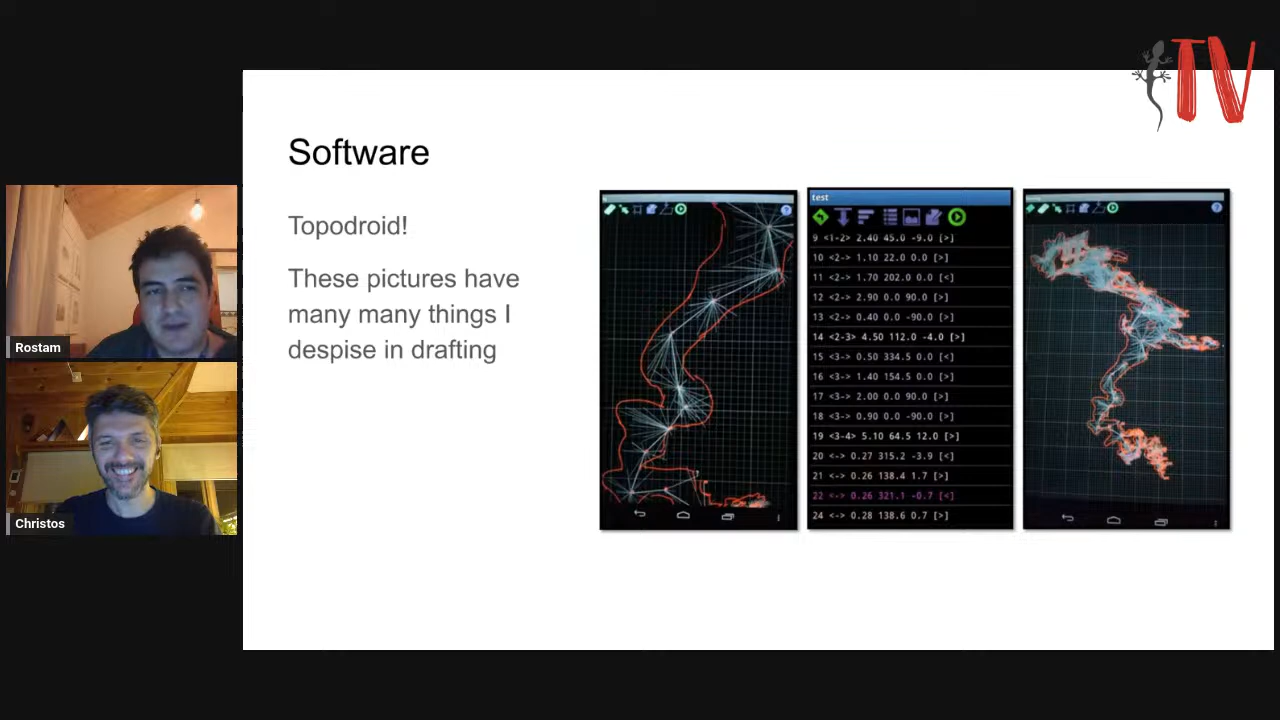 TV
Software
Topodroid!
These pictures have
many many things I
despise in drafting
test
9 <1-2> 2.40 45.0 -9.0 [>]
10 <2-> 1.10 22.0 0.0 [>]
11 <2-> 1.70 202.0 0.0 [<]
12 <2-> 2.90 0.0 90.0 [>]
13 <2-> 0.40 0.0 -90.0 [>]
14 <2-3> 4.50 112.0 -4.0 [>]
15 <3-> 0.50 334.5 0.0 [<]
16 <3-> 1.40 154.5 0.0 [>]
17 <3-> 2.00 0.0 90.0 [>]
18 <3-> 0.90 0.0 -90.0 [>]
19 <3-4> 5.10 64.5 12.0 [>]
20 <-> 0.27 315.2 -3.9 [<]
21 <-> 0.26 138.4 1.7 [>]
22 <-> 0.26 321.1 -0.7 [<]
24 <-> 0.28 138.6 0.7 [>]
Rostam
Christos